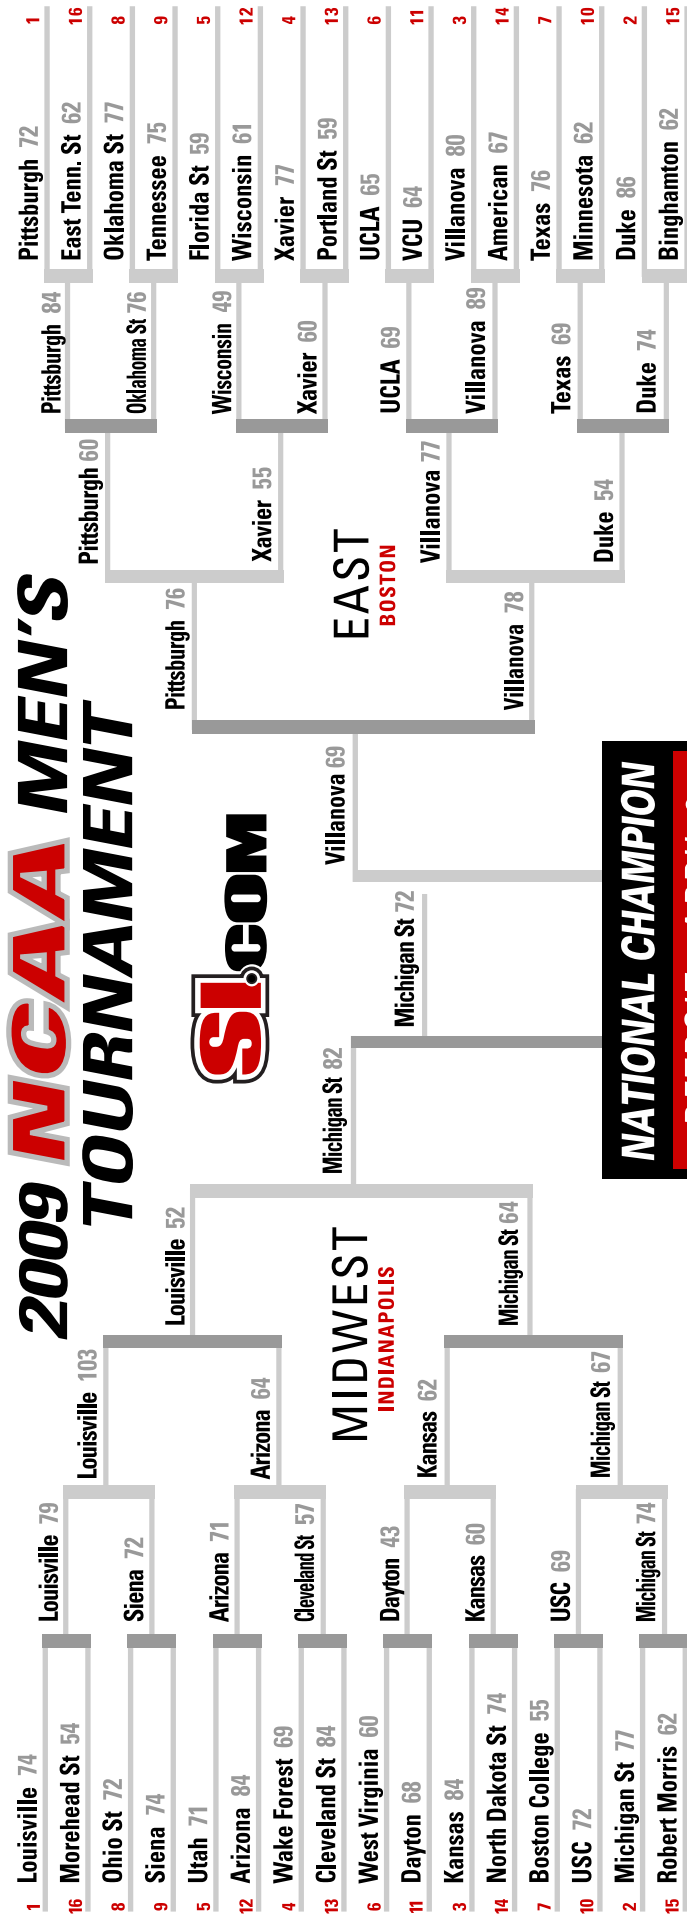 2009 NCAA MEN'S
TOURNAMENT
SI.COM
MIDWEST
INDIANAPOLIS
1 Louisville 74
16 Morehead St 54
8 Ohio St 72
9 Siena 74
5 Utah 71
12 Arizona 84
4 Wake Forest 69
13 Cleveland St 84
6 West Virginia 60
11 Dayton 68
3 Kansas 84
14 North Dakota St 74
7 Boston College 55
10 USC 72
2 Michigan St 77
15 Robert Morris 62
Louisville 79
Siena 72
Arizona 71
Cleveland St 57
Dayton 43
Kansas 60
USC 69
Michigan St 74
Louisville 103
Arizona 64
Kansas 62
Michigan St 67
Louisville 52
Michigan St 64
Michigan St 82
Michigan St 72
NATIONAL CHAMPION
Villanova 69
Pittsburgh 76
Villanova 78
EAST
BOSTON
Pittsburgh 60
Xavier 55
Villanova 77
Duke 54
Pittsburgh 84
Oklahoma St 76
Wisconsin 49
Xavier 60
UCLA 69
Villanova 89
Texas 69
Duke 74
Pittsburgh 72 1
East Tenn. St 62 16
Oklahoma St 77 8
Tennessee 75 9
Florida St 59 5
Wisconsin 61 12
Xavier 77 4
Portland St 59 13
UCLA 65 6
VCU 64 11
Villanova 80 3
American 67 14
Texas 76 7
Minnesota 62 10
Duke 86 2
Binghamton 62 15